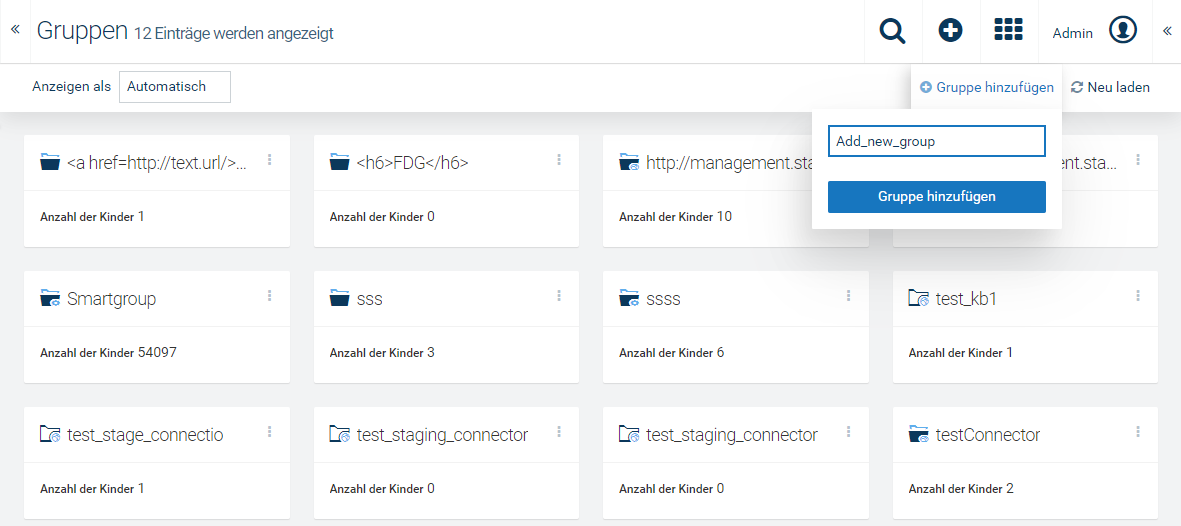 « Gruppen 12 Einträge werden angezeigt Admin «
Anzeigen als Automatisch Gruppe hinzufügen Neu laden
Add_new_group
Gruppe hinzufügen
<a href=http://text.url/>... <h6>FDG</h6> http://management.sta ent.sta...
Anzahl der Kinder 1 Anzahl der Kinder 0 Anzahl der Kinder 10
Smartgroup sss ssss test_kb1
Anzahl der Kinder 54097 Anzahl der Kinder 3 Anzahl der Kinder 6 Anzahl der Kinder 1
test_stage_connectio test_staging_connector test_staging_connector testConnector
Anzahl der Kinder 1 Anzahl der Kinder 0 Anzahl der Kinder 0 Anzahl der Kinder 2